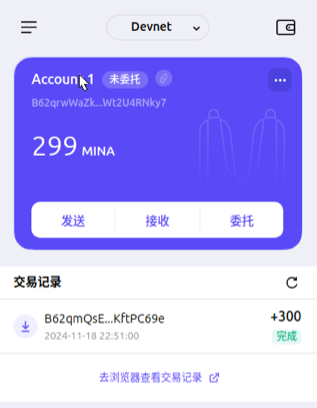 Devnet
Account 1 未委托
B62qrwWaZk...Wt2U4RNky7
299 MINA
发送 接收 委托
交易记录
B62qmQsE...KftPC69e +300
2024-11-18 22:51:00 完成
去浏览器查看交易记录